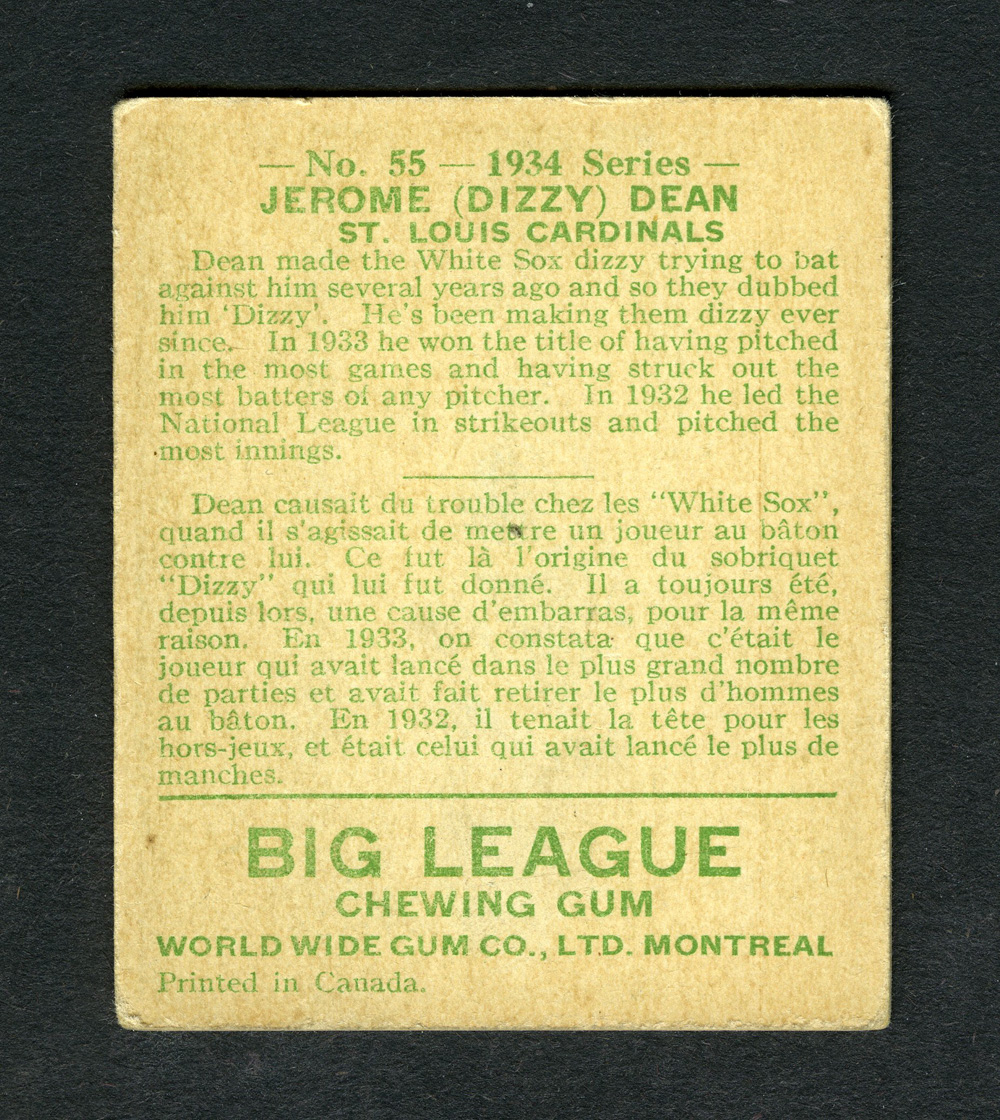 — No. 55 — 1934 Series —
JEROME (DIZZY) DEAN
ST. LOUIS CARDINALS
Dean made the White Sox dizzy trying to bat
against him several years ago and so they dubbed
him ‘Dizzy’. He's been making them dizzy ever
since. In 1933 he won the title of having pitched
in the most games and having struck out the
most batters of any pitcher. In 1932 he led the
National League in strikeouts and pitched the
most innings.
Dean causait du trouble chez les “White Sox”,
quand il s'agissait de mettre un joueur au bâton
contre lui. Ce fut là l'origine du sobriquet
“Dizzy” qui lui fut donné. Il a toujours été,
depuis lors, une cause d'embarras, pour la même
raison. En 1933, on constata que c'était le
joueur qui avait lancé dans le plus grand nombre
de parties et avait fait retirer le plus d'hommes
au bâton. En 1932, il tenait la tête pour les
hors-jeux, et était celui qui avait lancé le plus de
manches.
BIG LEAGUE
CHEWING GUM
WORLD WIDE GUM CO., LTD. MONTREAL
Printed in Canada.